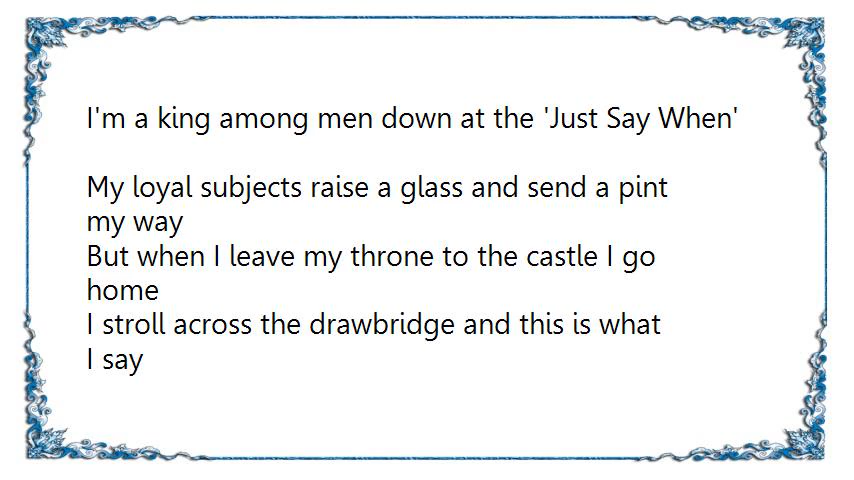 I'm a king among men down at the 'Just Say When'
My loyal subjects raise a glass and send a pint
my way
But when I leave my throne to the castle I go
home
I stroll across the drawbridge and this is what
I say